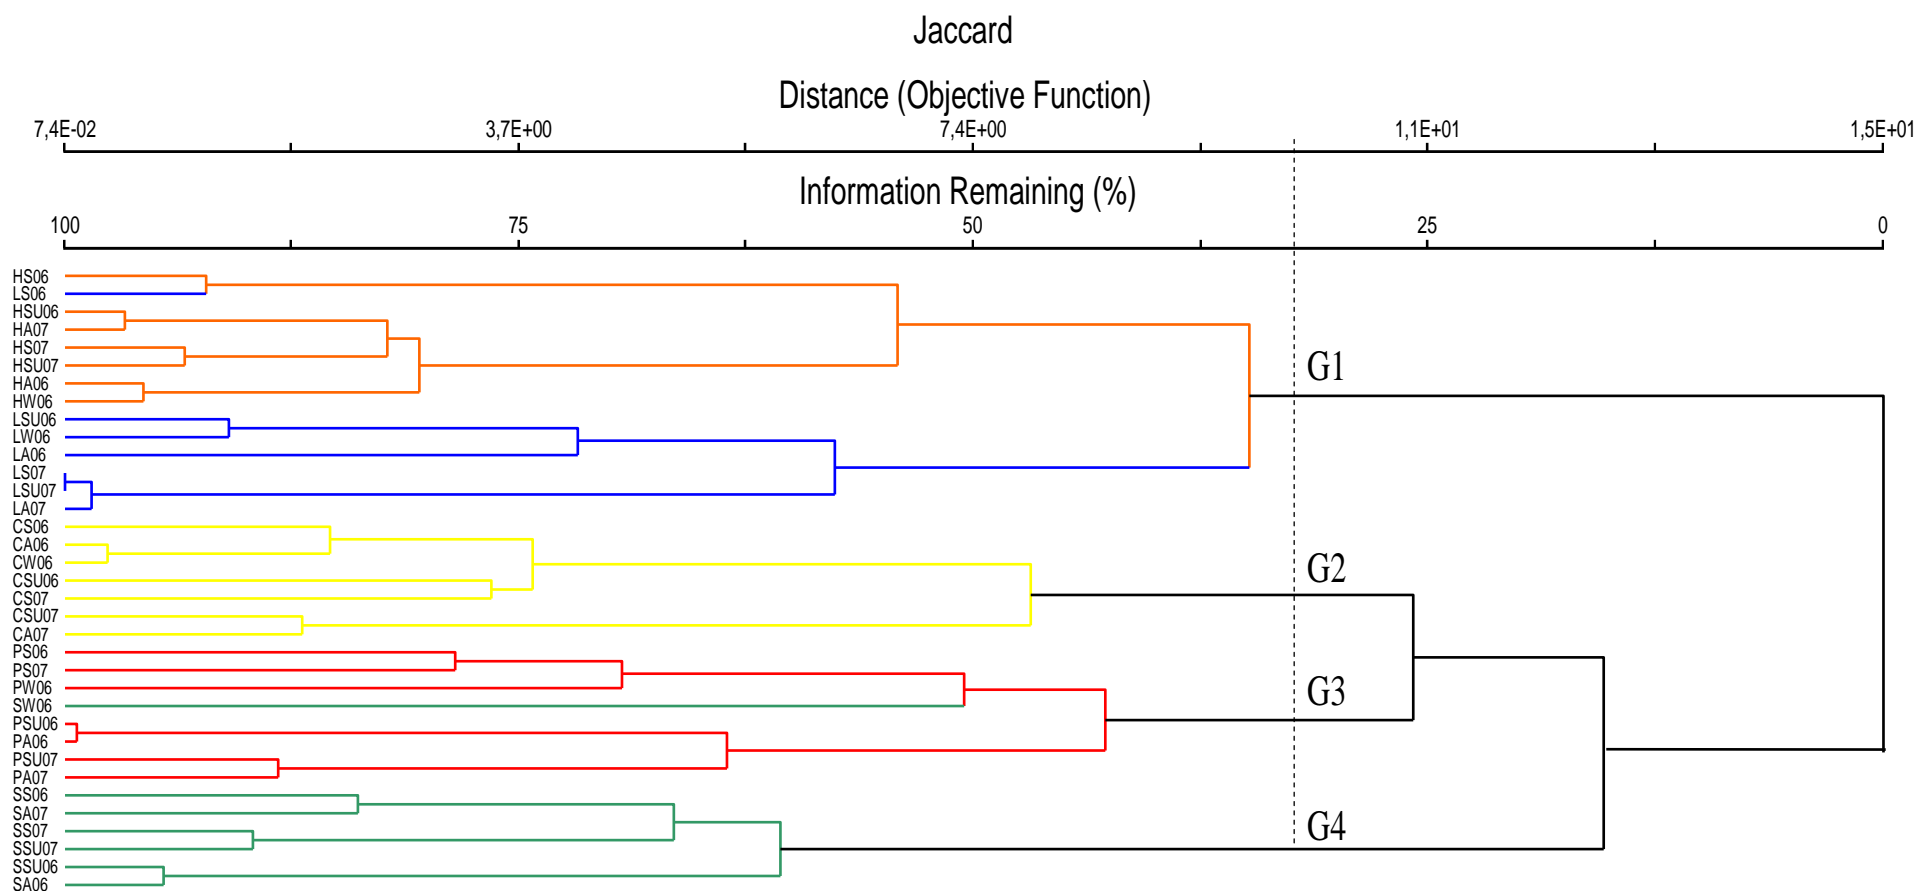 Jaccard
Distance (Objective Function)
7,4E-02 3,7E+00 7,4E+00 1,1E+01 1,5E+01
Information Remaining (%)
100 75 50 25 0
HS06
LS06
HSU06
HA07
HS07
HSU07
HA06
HW06
LSU06
LW06
LA06
LS07
LSU07
LA07
CS06
CA06
CW06
CSU06
CS07
CSU07
CA07
PS06
PS07
PW06
SW06
PSU06
PA06
PSU07
PA07
SS06
SA07
SS07
SSU07
SSU06
SA06
G1
G2
G3
G4